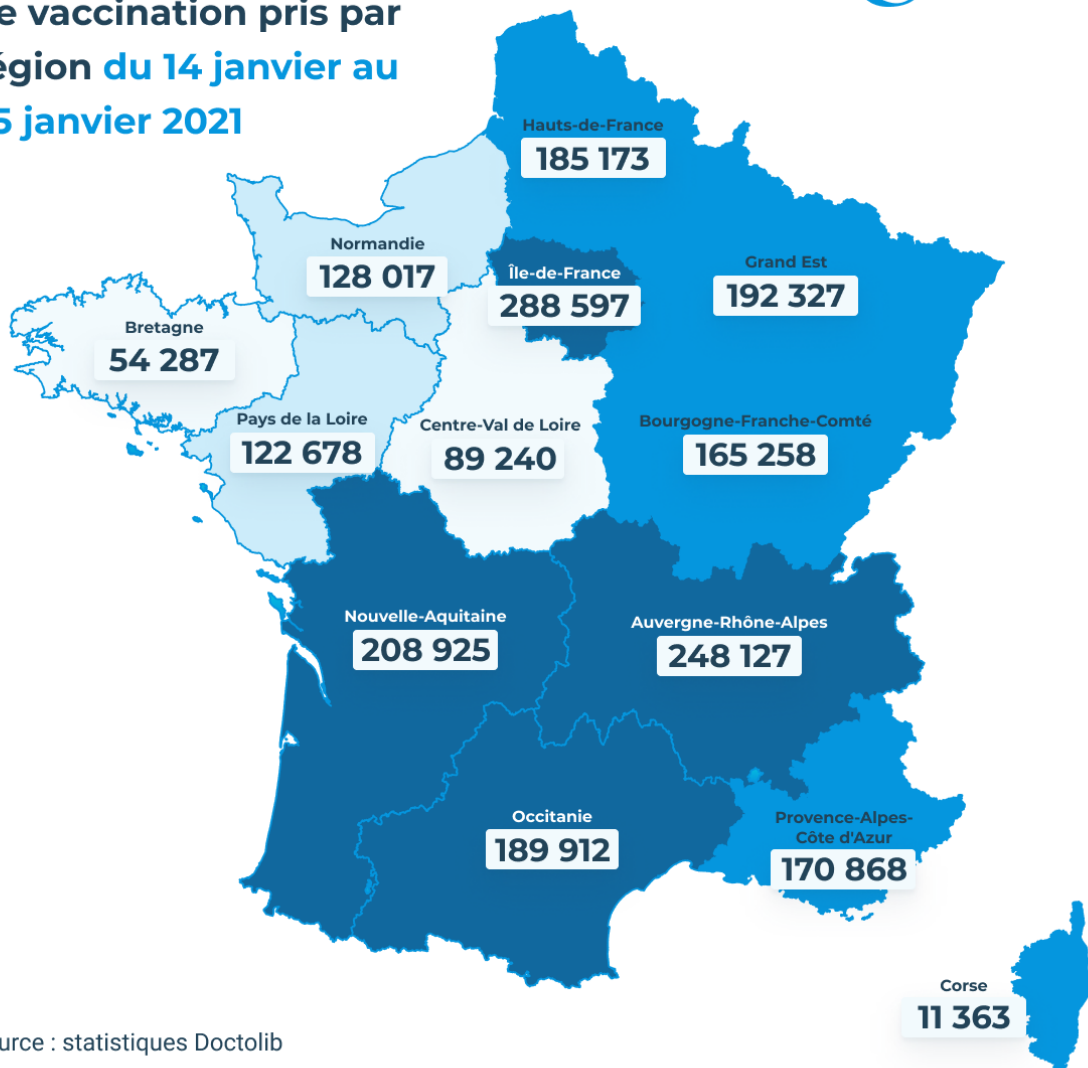 e vaccination pris par
égion du 14 janvier au
5 janvier 2021
Hauts-de-France
185 173
Normandie
128 017
Île-de-France
288 597
Grand Est
192 327
Bretagne
54 287
Pays de la Loire
122 678
Centre-Val de Loire
89 240
Bourgogne-Franche-Comté
165 258
Nouvelle-Aquitaine
208 925
Auvergne-Rhône-Alpes
248 127
Occitanie
189 912
Provence-Alpes-
Côte d'Azur
170 868
Corse
11 363
urce : statistiques Doctolib